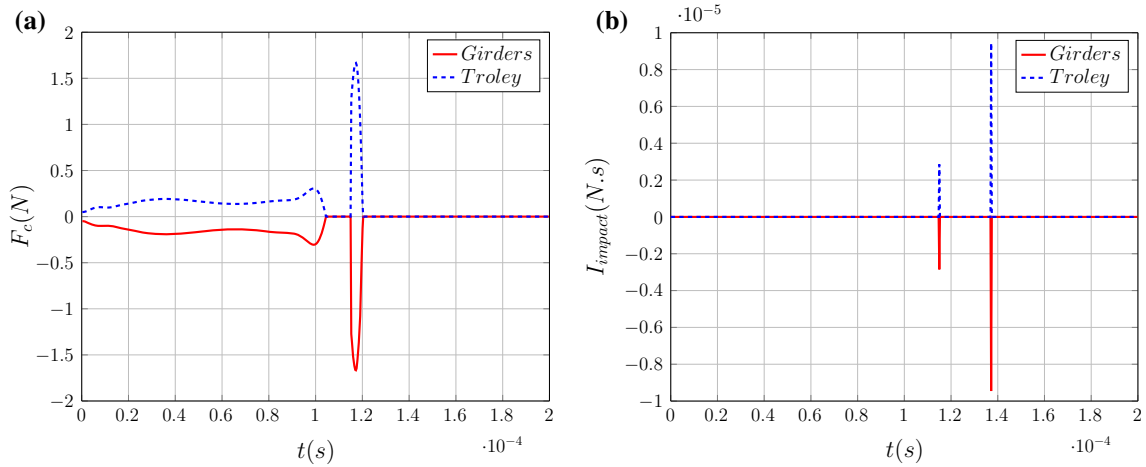 (a)
2
1.5
1
0.5
0
−0.5
−1
−1.5
−2
F_c(N)
Girders
Troley
0 0.2 0.4 0.6 0.8 1 1.2 1.4 1.6 1.8 2
t(s)
·10⁻⁴
(b)
·10⁻⁵
1
0.8
0.6
0.4
0.2
0
−0.2
−0.4
−0.6
−0.8
−1
I_impact(N.s)
Girders
Troley
0 0.2 0.4 0.6 0.8 1 1.2 1.4 1.6 1.8 2
t(s)
·10⁻⁴